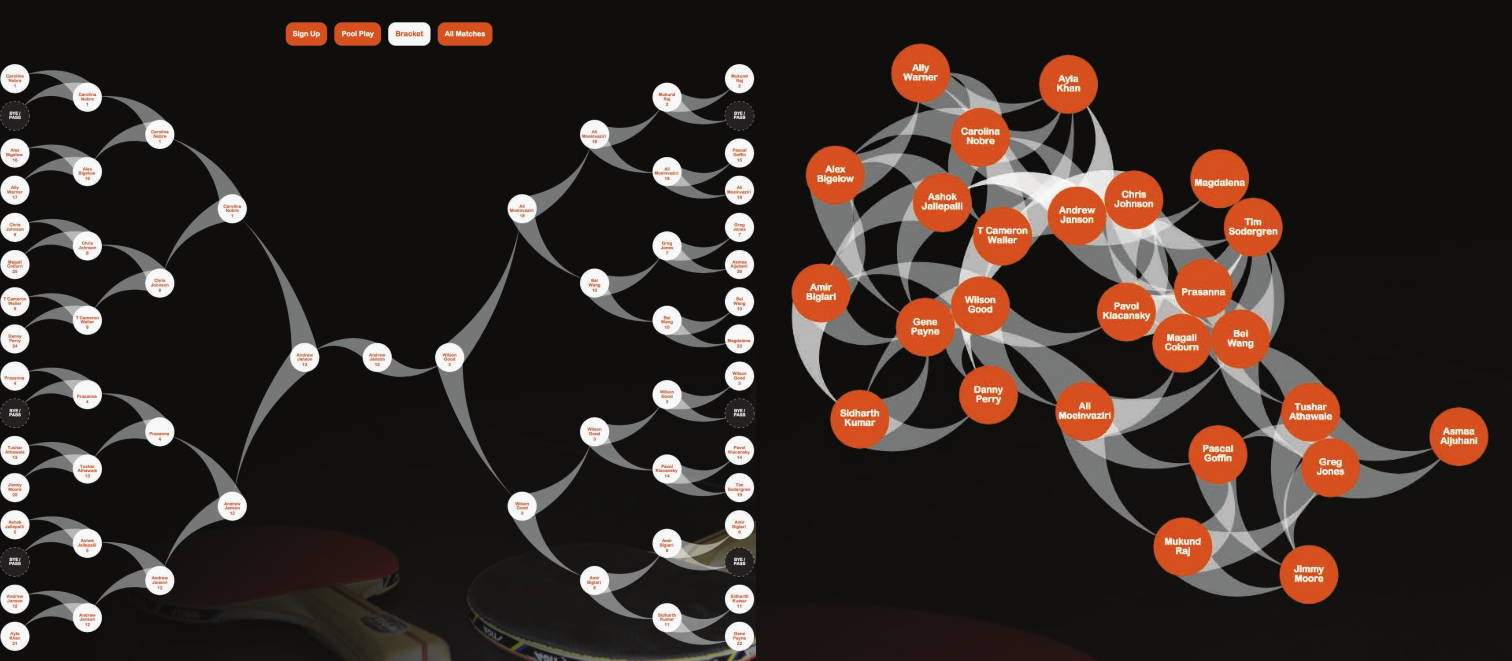 Sign Up
Pool Play
Bracket
All Matches
Carolina
Nobre
1
BYE /
PASS
Alex
Bigelow
16
Ally
Warner
17
Chris
Johnson
8
Magali
Coburn
25
T Cameron
Waller
9
Danny
Perry
24
Prasanna
4
BYE /
PASS
Tushar
Athawale
13
Jimmy
Moore
20
Ashok
Jallepalli
5
BYE /
PASS
Andrew
Janson
12
Ayla
Khan
21
Carolina
Nobre
1
Alex
Bigelow
16
Chris
Johnson
8
T Cameron
Waller
9
Prasanna
4
Tushar
Athawale
13
Ashok
Jallepalli
5
Andrew
Janson
12
Carolina
Nobre
1
Chris
Johnson
8
Prasanna
4
Andrew
Janson
12
Carolina
Nobre
1
Andrew
Janson
12
Andrew
Janson
12
Andrew
Janson
12
Wilson
Good
3
Ali
Moeinvaziri
18
Wilson
Good
3
Ali
Moeinvaziri
18
Bei
Wang
10
Wilson
Good
3
Amir
Biglari
6
Mukund
Raj
2
Ali
Moeinvaziri
18
Greg
Jones
7
Bei
Wang
10
Wilson
Good
3
Pavol
Klacansky
14
Amir
Biglari
6
Sidharth
Kumar
11
Mukund
Raj
2
BYE /
PASS
Pascal
Goffin
15
Ali
Moeinvaziri
18
Greg
Jones
7
Asmaa
Aljuhani
26
Bei
Wang
10
Magdalena
23
Wilson
Good
3
BYE /
PASS
Pavol
Klacansky
14
Tim
Sodergren
19
Amir
Biglari
6
BYE /
PASS
Sidharth
Kumar
11
Gene
Payne
22
Ally
Warner
Ayla
Khan
Carolina
Nobre
Alex
Bigelow
Magdalena
Ashok
Jallepalli
Chris
Johnson
Andrew
Janson
T Cameron
Waller
Tim
Sodergren
Amir
Biglari
Prasanna
Wilson
Good
Pavol
Klacansky
Gene
Payne
Magali
Coburn
Bei
Wang
Danny
Perry
Sidharth
Kumar
Ali
Moeinvaziri
Tushar
Athawale
Asmaa
Aljuhani
Pascal
Goffin
Greg
Jones
Mukund
Raj
Jimmy
Moore